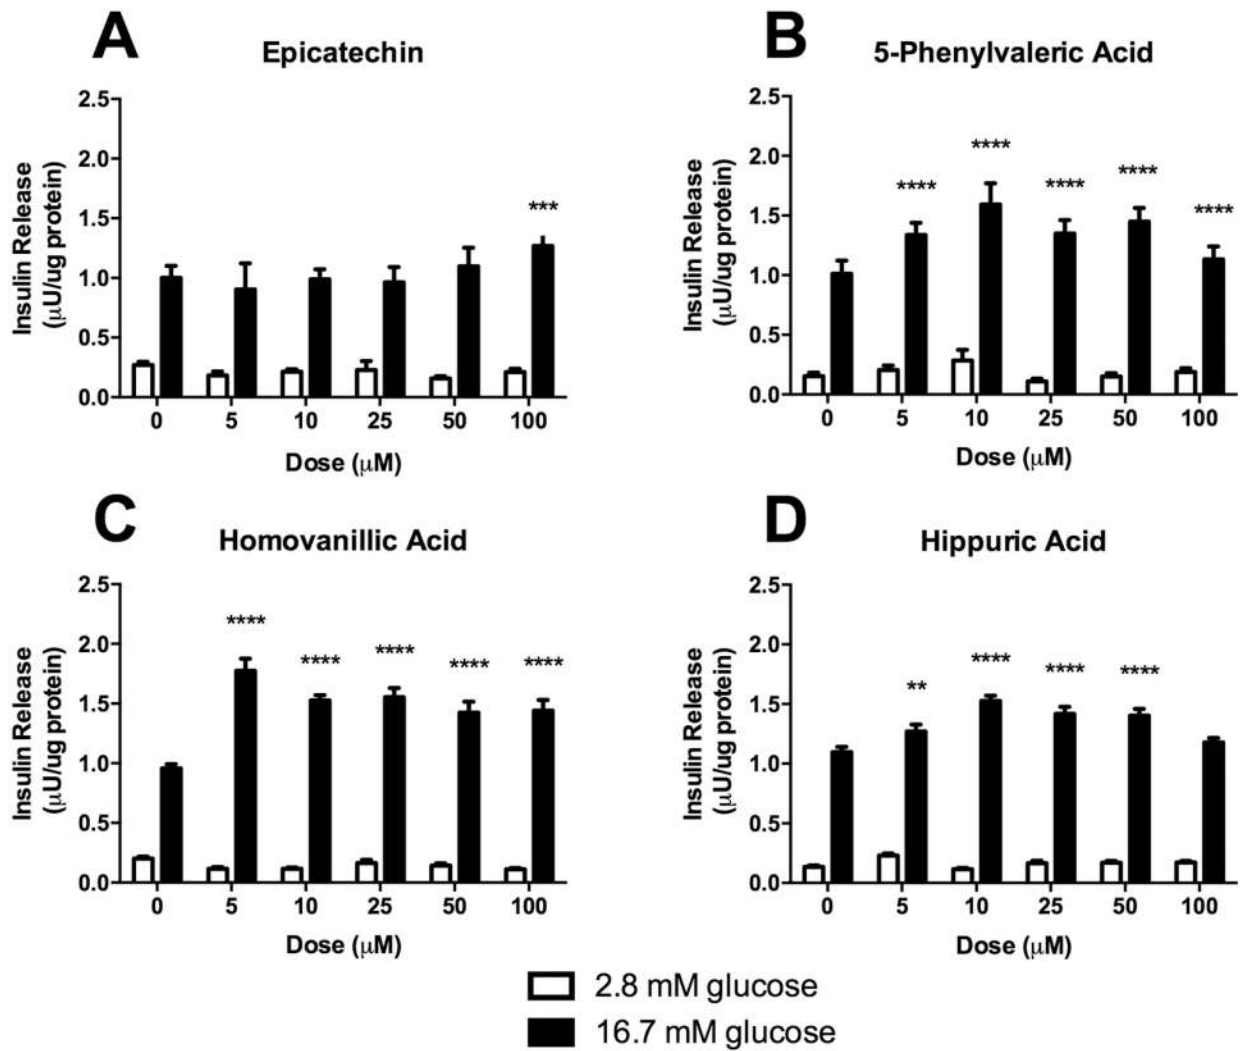 A
Epicatechin
Insulin Release
(μU/ug protein)
2.5
2.0
1.5
1.0
0.5
0.0
***
0 5 10 25 50 100
Dose (μM)
B
5-Phenylvaleric Acid
Insulin Release
(μU/ug protein)
2.5
2.0
1.5
1.0
0.5
0.0
**** **** **** **** ****
0 5 10 25 50 100
Dose (μM)
C
Homovanillic Acid
Insulin Release
(μU/ug protein)
2.5
2.0
1.5
1.0
0.5
0.0
**** **** **** **** ****
0 5 10 25 50 100
Dose (μM)
D
Hippuric Acid
Insulin Release
(μU/ug protein)
2.5
2.0
1.5
1.0
0.5
0.0
** **** **** ****
0 5 10 25 50 100
Dose (μM)
2.8 mM glucose
16.7 mM glucose